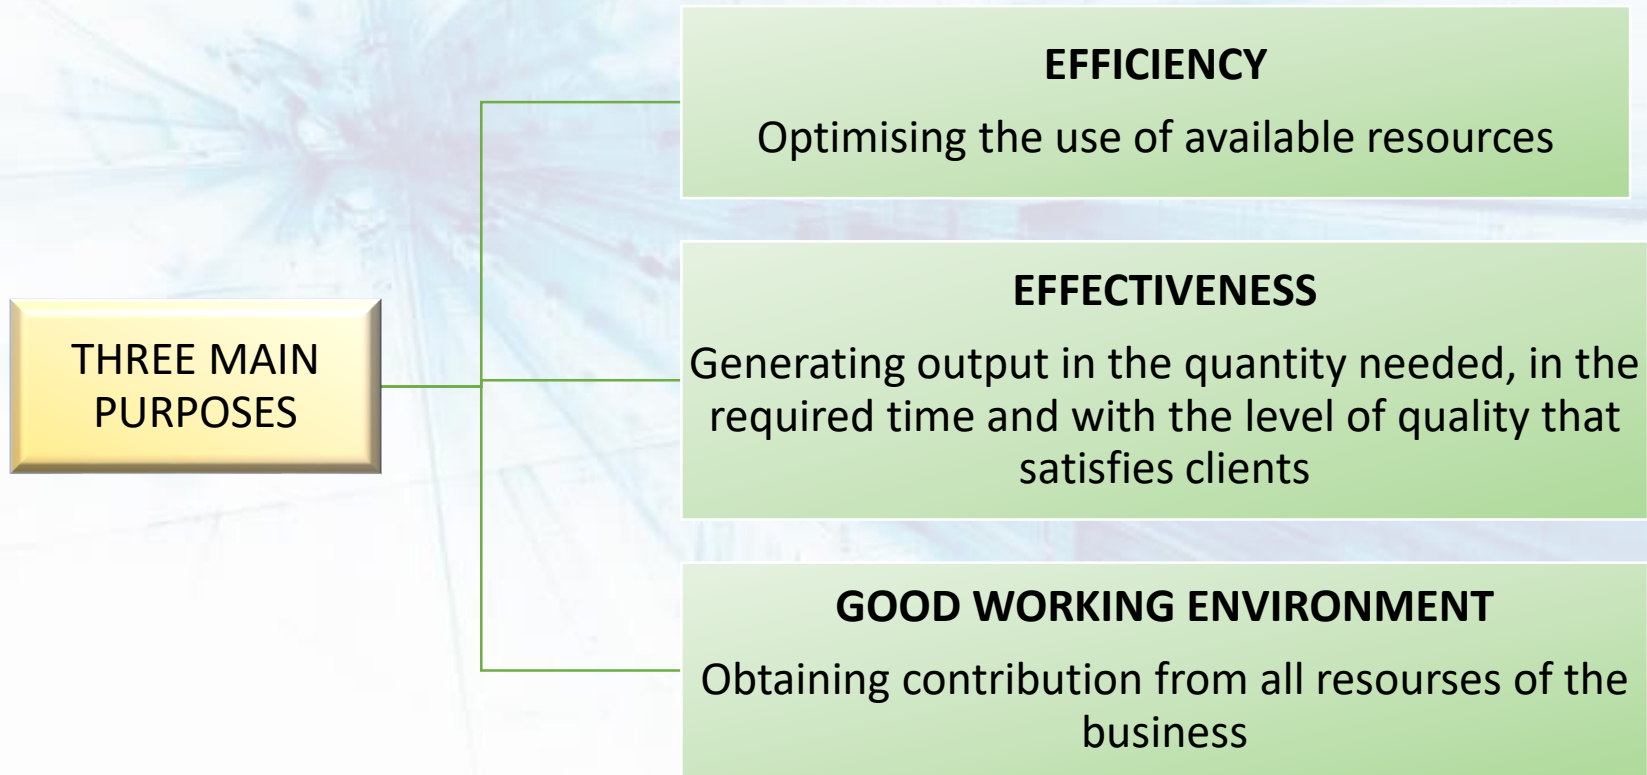 EFFICIENCY
Optimising the use of available resources
EFFECTIVENESS
Generating output in the quantity needed, in the
required time and with the level of quality that
satisfies clients
THREE MAIN
PURPOSES
GOOD WORKING ENVIRONMENT
Obtaining contribution from all resourses of the
business